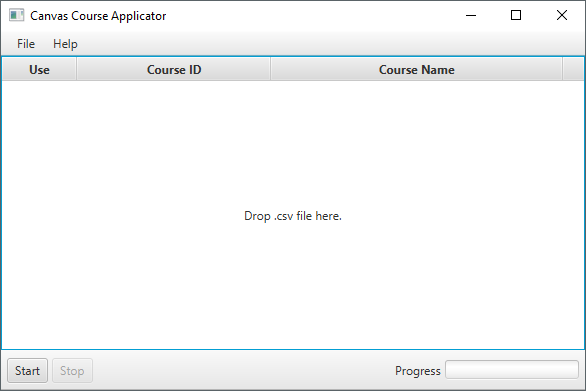 Canvas Course Applicator
File Help
Use Course ID Course Name
Drop .csv file here.
Start Stop Progress